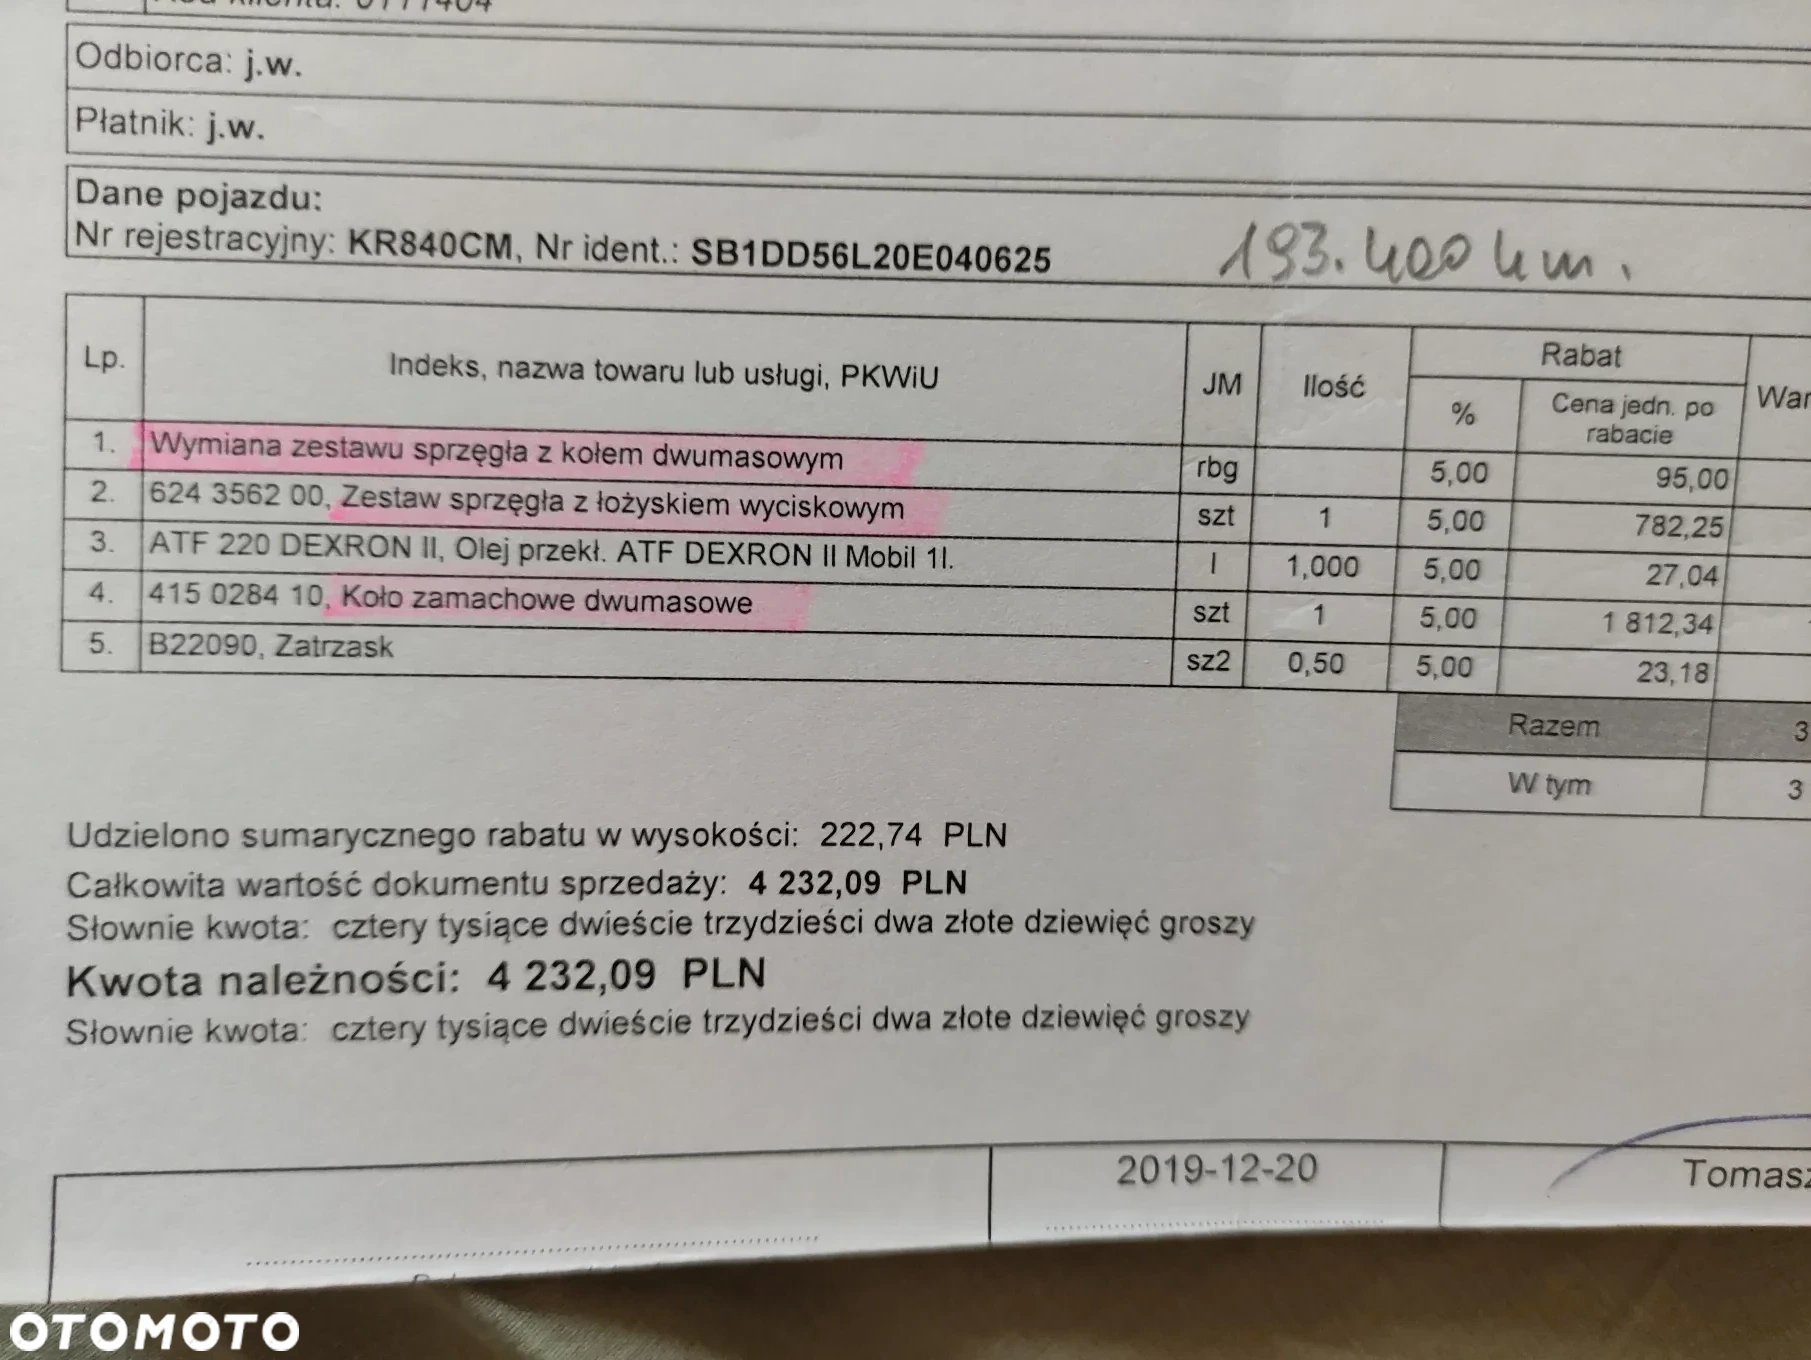 Odbiorca: j.w.
Płatnik: j.w.
Dane pojazdu:
Nr rejestracyjny: KR840CM, Nr ident.: SB1DD56L20E040625
193.400 km.
Lp. Indeks, nazwa towaru lub usługi, PKWiU JM Ilość Rabat
% Cena jedn. po rabacie
1. Wymiana zestawu sprzęgła z kołem dwumasowym rbg 5,00 95,00
2. 624 3562 00, Zestaw sprzęgła z łożyskiem wyciskowym szt 1 5,00 782,25
3. ATF 220 DEXRON II, Olej przekł. ATF DEXRON II Mobil 1l. l 1,000 5,00 27,04
4. 415 0284 10, Koło zamachowe dwumasowe szt 1 5,00 1 812,34
5. B22090, Zatrzask sz2 0,50 5,00 23,18
Razem 3
W tym 3
Udzielono sumarycznego rabatu w wysokości: 222,74 PLN
Całkowita wartość dokumentu sprzedaży: 4 232,09 PLN
Słownie kwota: cztery tysiące dwieście trzydzieści dwa złote dziewięć groszy
Kwota należności: 4 232,09 PLN
Słownie kwota: cztery tysiące dwieście trzydzieści dwa złote dziewięć groszy
2019-12-20
Tomasz
OTOMOTO